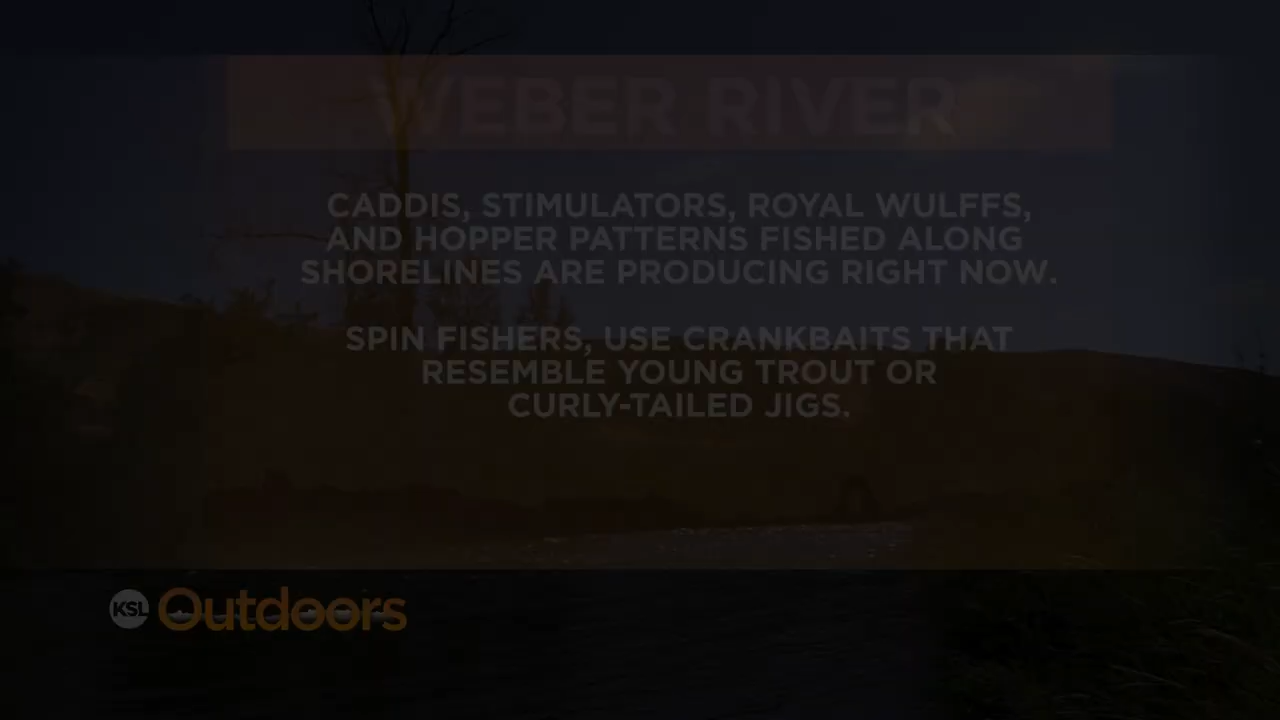 WEBER RIVER
CADDIS, STIMULATORS, ROYAL WULFFS,
AND HOPPER PATTERNS FISHED ALONG
SHORELINES ARE PRODUCING RIGHT NOW.
SPIN FISHERS, USE CRANKBAITS THAT
RESEMBLE YOUNG TROUT OR
CURLY-TAILED JIGS.
KSL Outdoors